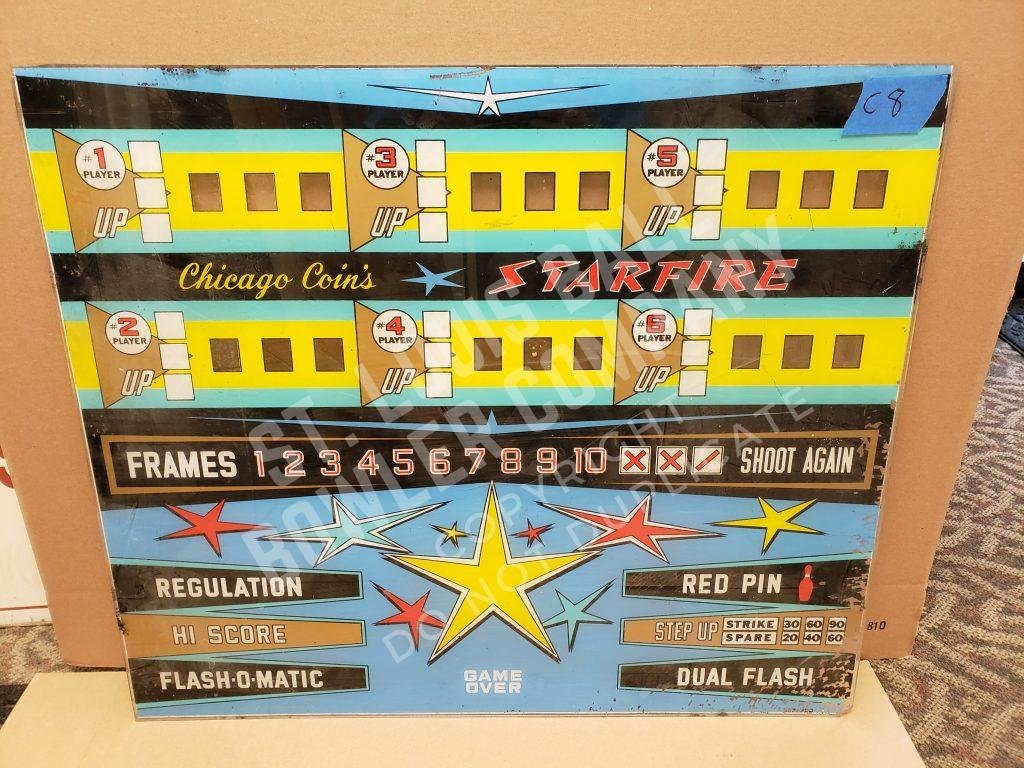 C8
#1 PLAYER UP
#3 PLAYER UP
#5 PLAYER UP
Chicago Coin's STARFIRE
#2 PLAYER UP
#4 PLAYER UP
#6 PLAYER UP
FRAMES 1 2 3 4 5 6 7 8 9 10 X X / SHOOT AGAIN
REGULATION
RED PIN
HI SCORE
STEP UP STRIKE 30 60 90
SPARE 20 40 60
FLASH-O-MATIC
GAME
OVER
DUAL FLASH
810
ST. LOUIS BALL
BOWLER COMPANY
COPYRIGHT
DO NOT DUPLICATE